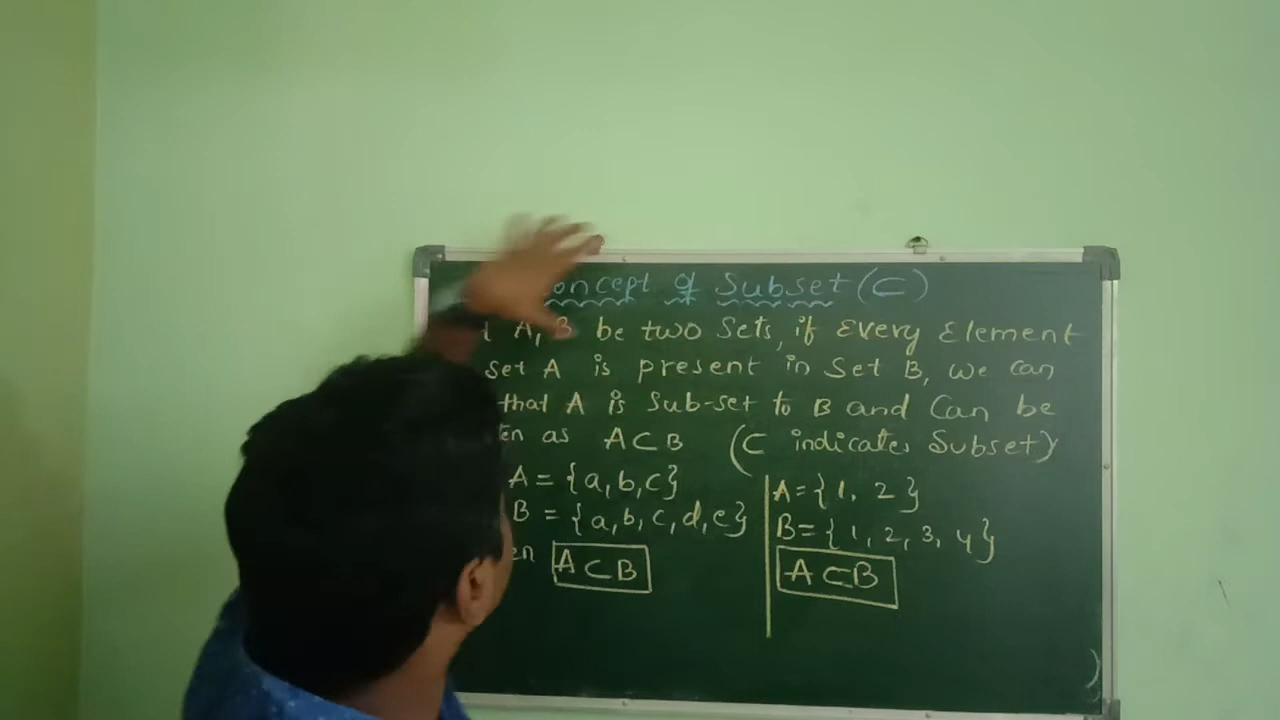 oncept of Subset (⊂)
A, B be two Sets, if Every Element
set A is present in Set B, we can
that A is Sub-set to B and Can be
en as A⊂B (⊂ indicates Subset)
A = {a, b, c}
B = {a, b, c, d, e}
en A⊂B
A = {1, 2}
B = {1, 2, 3, 4}
A⊂B